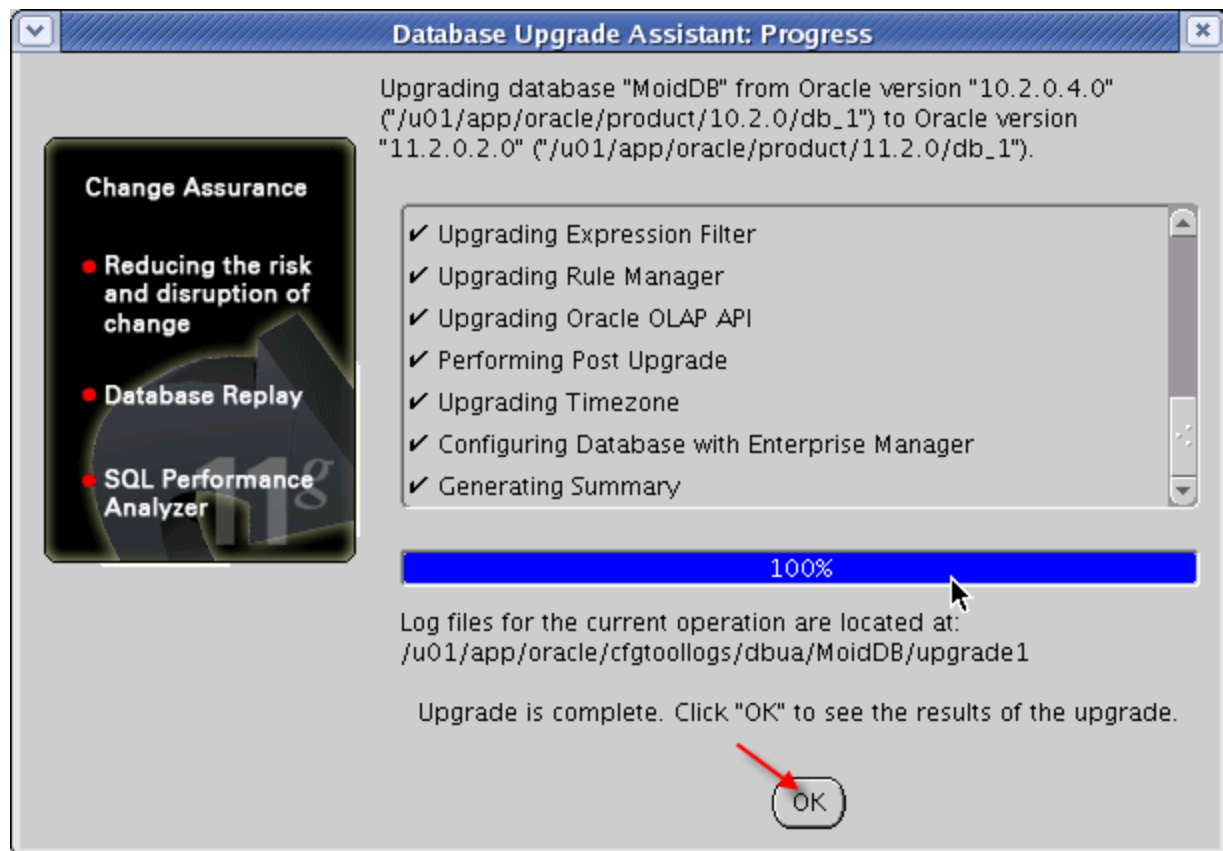 Database Upgrade Assistant: Progress
Upgrading database "MoidDB" from Oracle version "10.2.0.4.0"
("/u01/app/oracle/product/10.2.0/db_1") to Oracle version
"11.2.0.2.0" ("/u01/app/oracle/product/11.2.0/db_1").
Change Assurance
Reducing the risk
and disruption of
change
Database Replay
SQL Performance
Analyzer
11g
✔ Upgrading Expression Filter
✔ Upgrading Rule Manager
✔ Upgrading Oracle OLAP API
✔ Performing Post Upgrade
✔ Upgrading Timezone
✔ Configuring Database with Enterprise Manager
✔ Generating Summary
100%
Log files for the current operation are located at:
/u01/app/oracle/cfgtoollogs/dbua/MoidDB/upgrade1
Upgrade is complete. Click "OK" to see the results of the upgrade.
OK